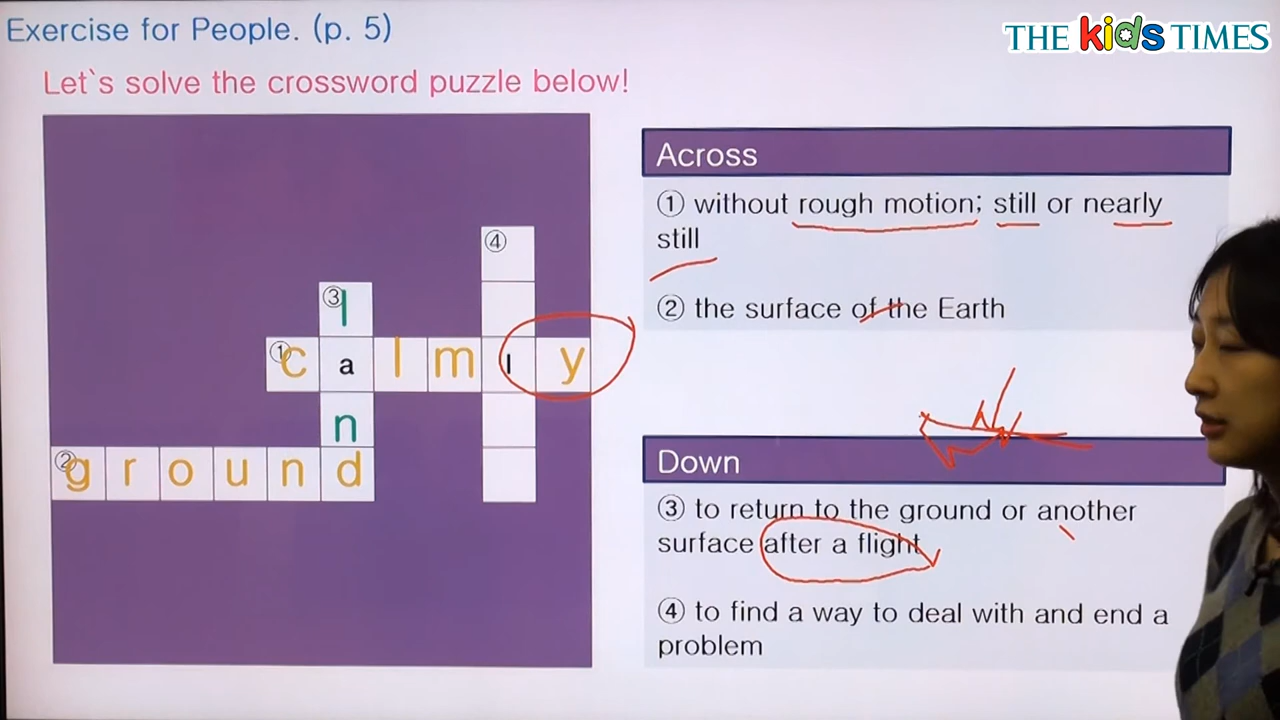 Exercise for People. (p. 5)
THE kids TIMES
Let`s solve the crossword puzzle below!
④
③ l
① c a l m l y
n
② g r o u n d
Across
① without rough motion; still or nearly
still
② the surface of the Earth
Down
③ to return to the ground or another
surface after a flight
④ to find a way to deal with and end a
problem